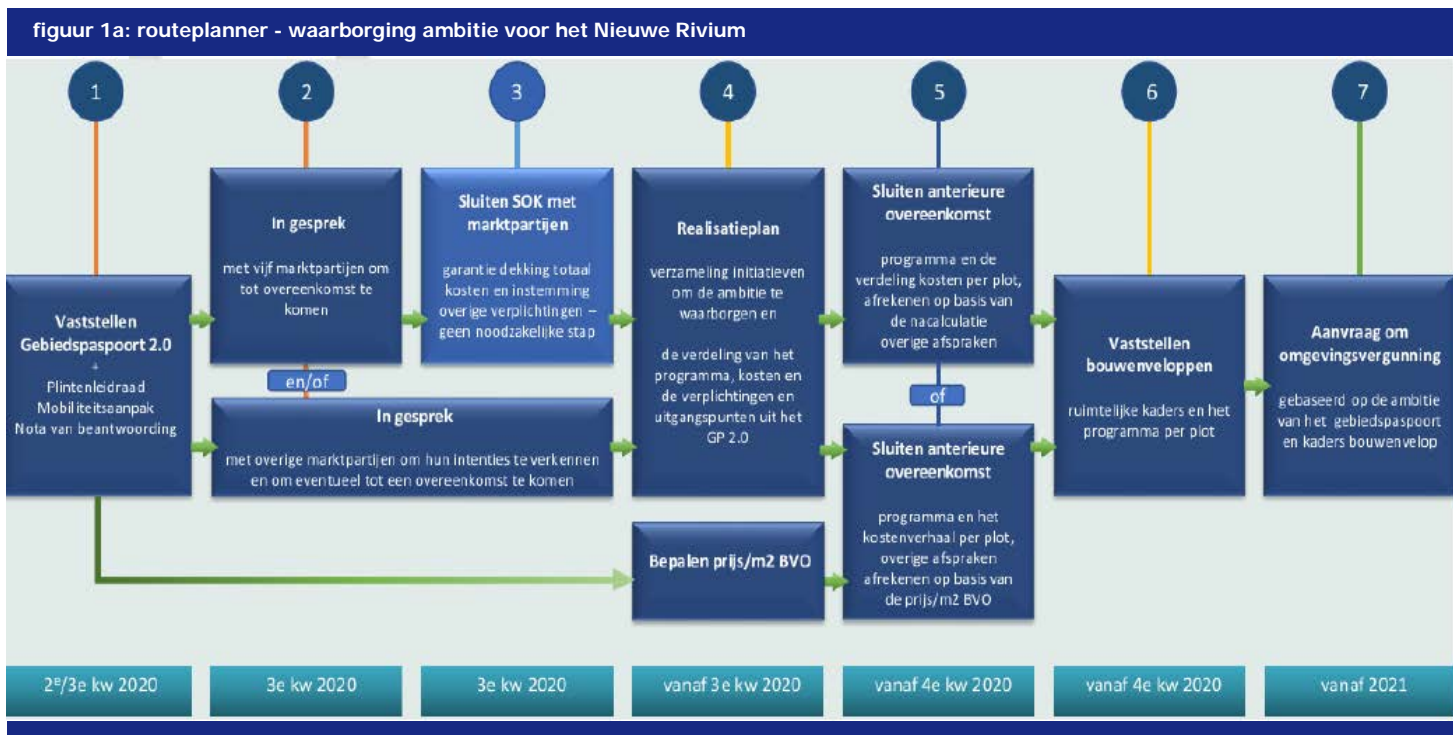 figuur 1a: routeplanner - waarborging ambitie voor het Nieuwe Rivium
1
2
3
4
5
6
7
Vaststellen
Gebiedspaspoort 2.0
+
Plintenleidraad
Mobiliteitsaanpak
Nota van beantwoording
In gesprek
met vijf marktpartijen om
tot overeenkomst te
komen
en/of
In gesprek
met overige marktpartijen om hun intenties te verkennen
en om eventueel tot een overeenkomst te komen
Sluiten SOK met
marktpartijen
garantie dekking totaal
kosten en instemming
overige verplichtingen –
geen noodzakelijke stap
Realisatieplan
verzameling initiatieven
om de ambitie te
waarborgen en
de verdeling van het
programma, kosten en
de verplichtingen en
uitgangspunten uit het
GP 2.0
Bepalen prijs/m2 BVO
Sluiten anterieure
overeenkomst
programma en de
verdeling kosten per plot,
afrekenen op basis van
de nacalculatie
overige afspraken
of
Sluiten anterieure
overeenkomst
programma en het
kostenverhaal per plot,
overige afspraken
afrekenen op basis van
de prijs/m2 BVO
Vaststellen
bouwenveloppen
ruimtelijke kaders en het
programma per plot
Aanvraag om
omgevingsvergunning
gebaseerd op de ambitie
van het gebiedspaspoort
en kaders bouwenvelop
2e/3e kw 2020
3e kw 2020
3e kw 2020
vanaf 3e kw 2020
vanaf 4e kw 2020
vanaf 4e kw 2020
vanaf 2021